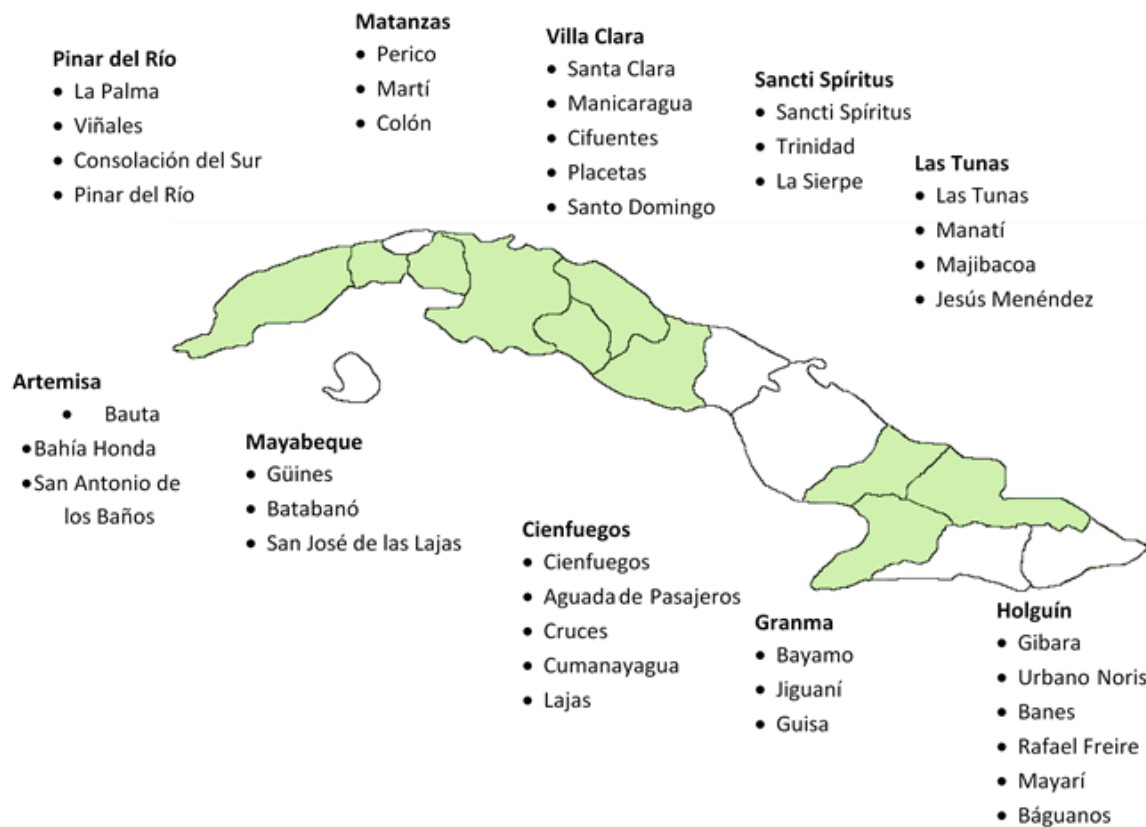 Pinar del Río
• La Palma
• Viñales
• Consolación del Sur
• Pinar del Río
Matanzas
• Perico
• Martí
• Colón
Villa Clara
• Santa Clara
• Manicaragua
• Cifuentes
• Placetas
• Santo Domingo
Sancti Spíritus
• Sancti Spíritus
• Trinidad
• La Sierpe
Las Tunas
• Las Tunas
• Manatí
• Majibacoa
• Jesús Menéndez
Artemisa
• Bauta
• Bahía Honda
• San Antonio de
los Baños
Mayabeque
• Güines
• Batabanó
• San José de las Lajas
Cienfuegos
• Cienfuegos
• Aguada de Pasajeros
• Cruces
• Cumanayagua
• Lajas
Granma
• Bayamo
• Jiguaní
• Guisa
Holguín
• Gibara
• Urbano Noris
• Banes
• Rafael Freire
• Mayarí
• Báguanos